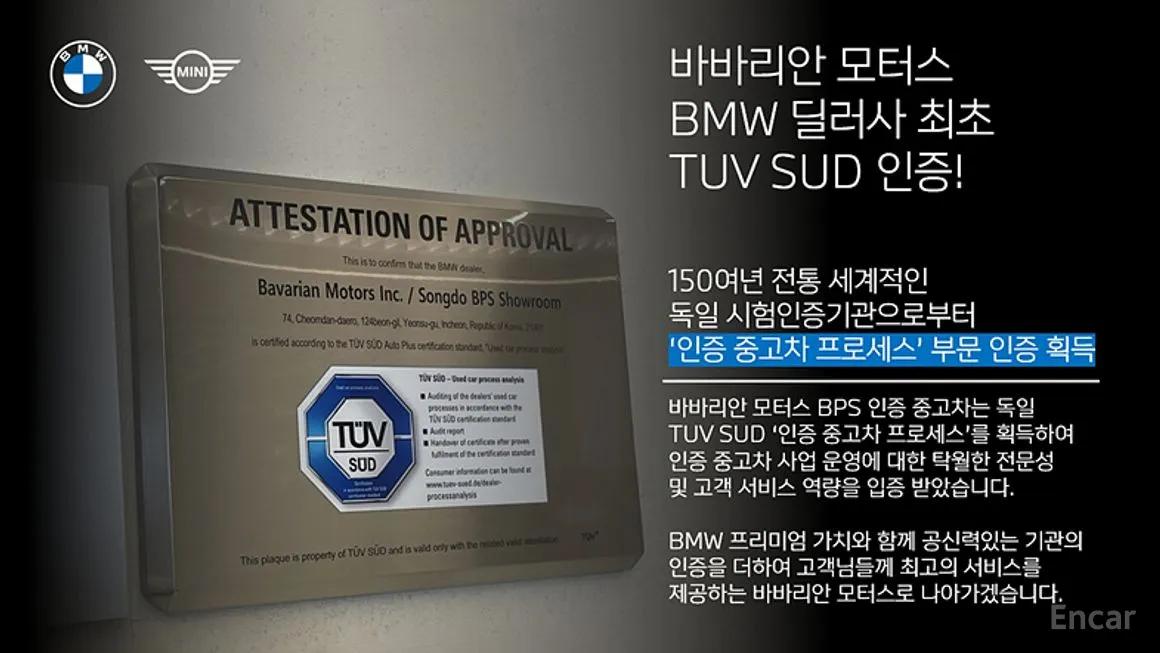 BMW
MINI
바바리안 모터스
BMW 딜러사 최초
TUV SUD 인증!
ATTESTATION OF APPROVAL
This is to confirm that the BMW dealer,
Bavarian Motors Inc. / Songdo BPS Showroom
74, Cheomdan-daero, 124beon-gil, Yeonsu-gu, Incheon, Republic of Korea,
is certified according to the TÜV SÜD Auto Plus certification standard, "Used car process analysis"
Used car process analysis
TÜV
SÜD
TÜV SÜD – Used car process analysis
■ Auditing of the dealers' used car
processes in accordance with the
TÜV SÜD certification standard
■ Audit report
■ Handover of certificate after proven
fulfilment of the certification standard
Consumer information can be found at
www.tuev-sued.de/dealer-
processanalysis
This plaque is property of TÜV SÜD and is valid only with the related valid attestation
TÜV®
150여년 전통 세계적인
독일 시험인증기관으로부터
'인증 중고차 프로세스' 부문 인증 획득
바바리안 모터스 BPS 인증 중고차는 독일
TUV SUD '인증 중고차 프로세스'를 획득하여
인증 중고차 사업 운영에 대한 탁월한 전문성
및 고객 서비스 역량을 입증 받았습니다.
BMW 프리미엄 가치와 함께 공신력있는 기관의
인증을 더하여 고객님들께 최고의 서비스를
제공하는 바바리안 모터스로 나아가겠습니다.
Encar